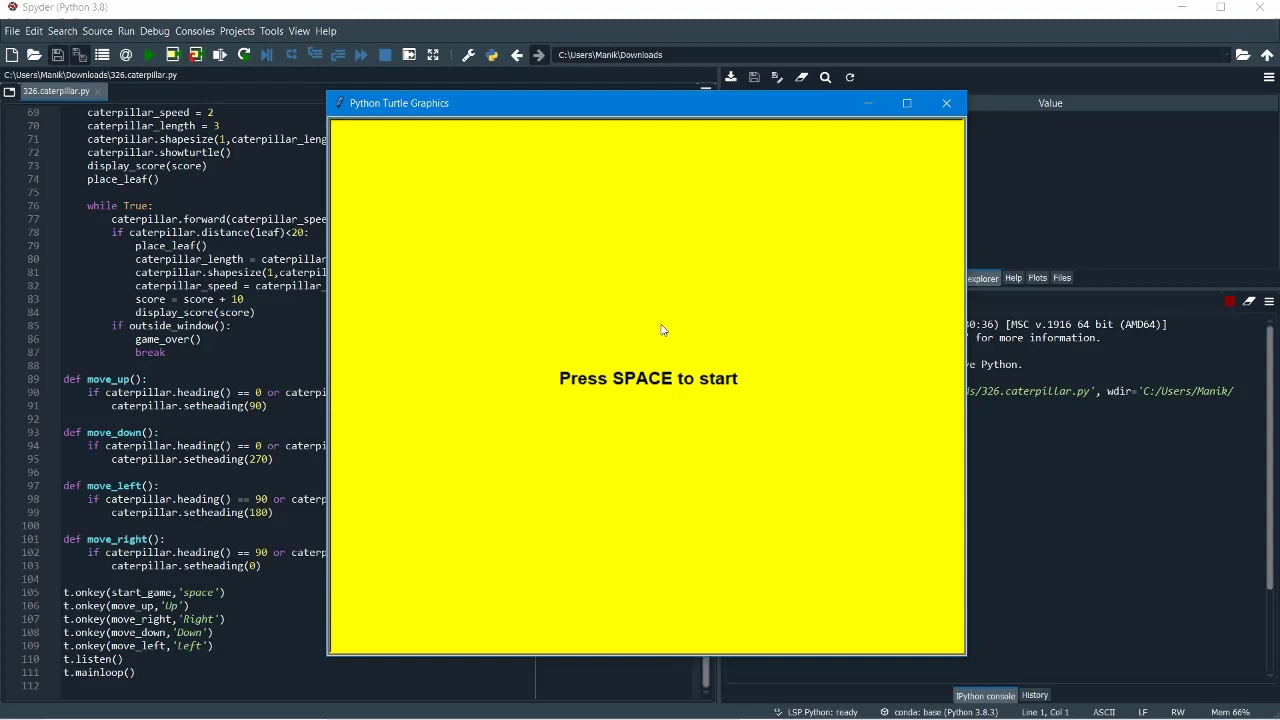 Spyder (Python 3.8)
File Edit Search Source Run Debug Consoles Projects Tools View Help
C:\Users\Manik\Downloads
C:\Users\Manik\Downloads\326.caterpillar.py
326.caterpillar.py
Value
Python Turtle Graphics
69 caterpillar_speed = 2
70 caterpillar_length = 3
71 caterpillar.shapesize(1,caterpillar_leng
72 caterpillar.showturtle()
73 display_score(score)
74 place_leaf()
75
76 while True:
77 caterpillar.forward(caterpillar_spee
78 if caterpillar.distance(leaf)<20:
79 place_leaf()
80 caterpillar_length = caterpi
81 caterpillar.shapesize(1,caterpi
82 caterpillar_speed = caterpi
83 score = score + 10
84 display_score(score)
85 if outside_window():
86 game_over()
87 break
88
89 def move_up():
90 if caterpillar.heading() == 0 or cater
91 caterpillar.setheading(90)
92
93 def move_down():
94 if caterpillar.heading() == 0 or cater
95 caterpillar.setheading(270)
96
97 def move_left():
98 if caterpillar.heading() == 90 or cate
99 caterpillar.setheading(180)
100
101 def move_right():
102 if caterpillar.heading() == 90 or cate
103 caterpillar.setheading(0)
104
105 t.onkey(start_game,'space')
106 t.onkey(move_up,'Up')
107 t.onkey(move_right,'Right')
108 t.onkey(move_down,'Down')
109 t.onkey(move_left,'Left')
110 t.listen()
111 t.mainloop()
112
Press SPACE to start
explorer Help Plots Files
30:36) [MSC v.1916 64 bit (AMD64)]
for more information.
ve Python.
ds/326.caterpillar.py', wdir='C:/Users/Manik/
IPython console History
LSP Python: ready conda: base (Python 3.8.3) Line 1, Col 1 ASCII LF RW Mem 66%